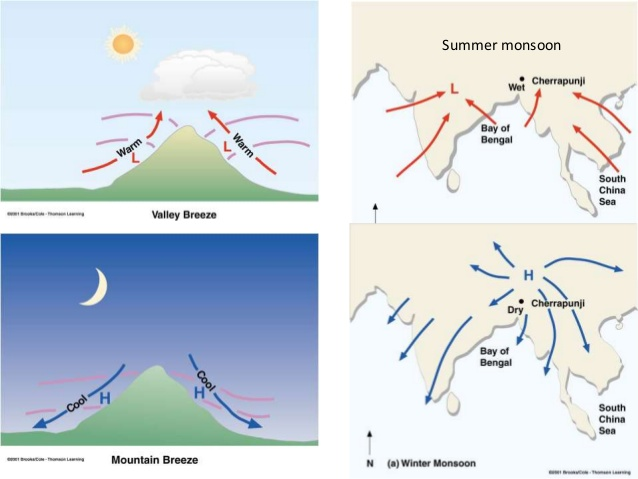 Warm
L
L
Warm
©2001 Brooks/Cole - Thomson Learning
Valley Breeze
Summer monsoon
L
Wet
Cherrapunji
Bay of
Bengal
South
China
Sea
Cool
H
H
Cool
©2001 Brooks/Cole - Thomson Learning
Mountain Breeze
H
Dry
Cherrapunji
Bay of
Bengal
South
China
Sea
N
(a) Winter Monsoon
©2001 Brooks/Cole - Thomson Learning